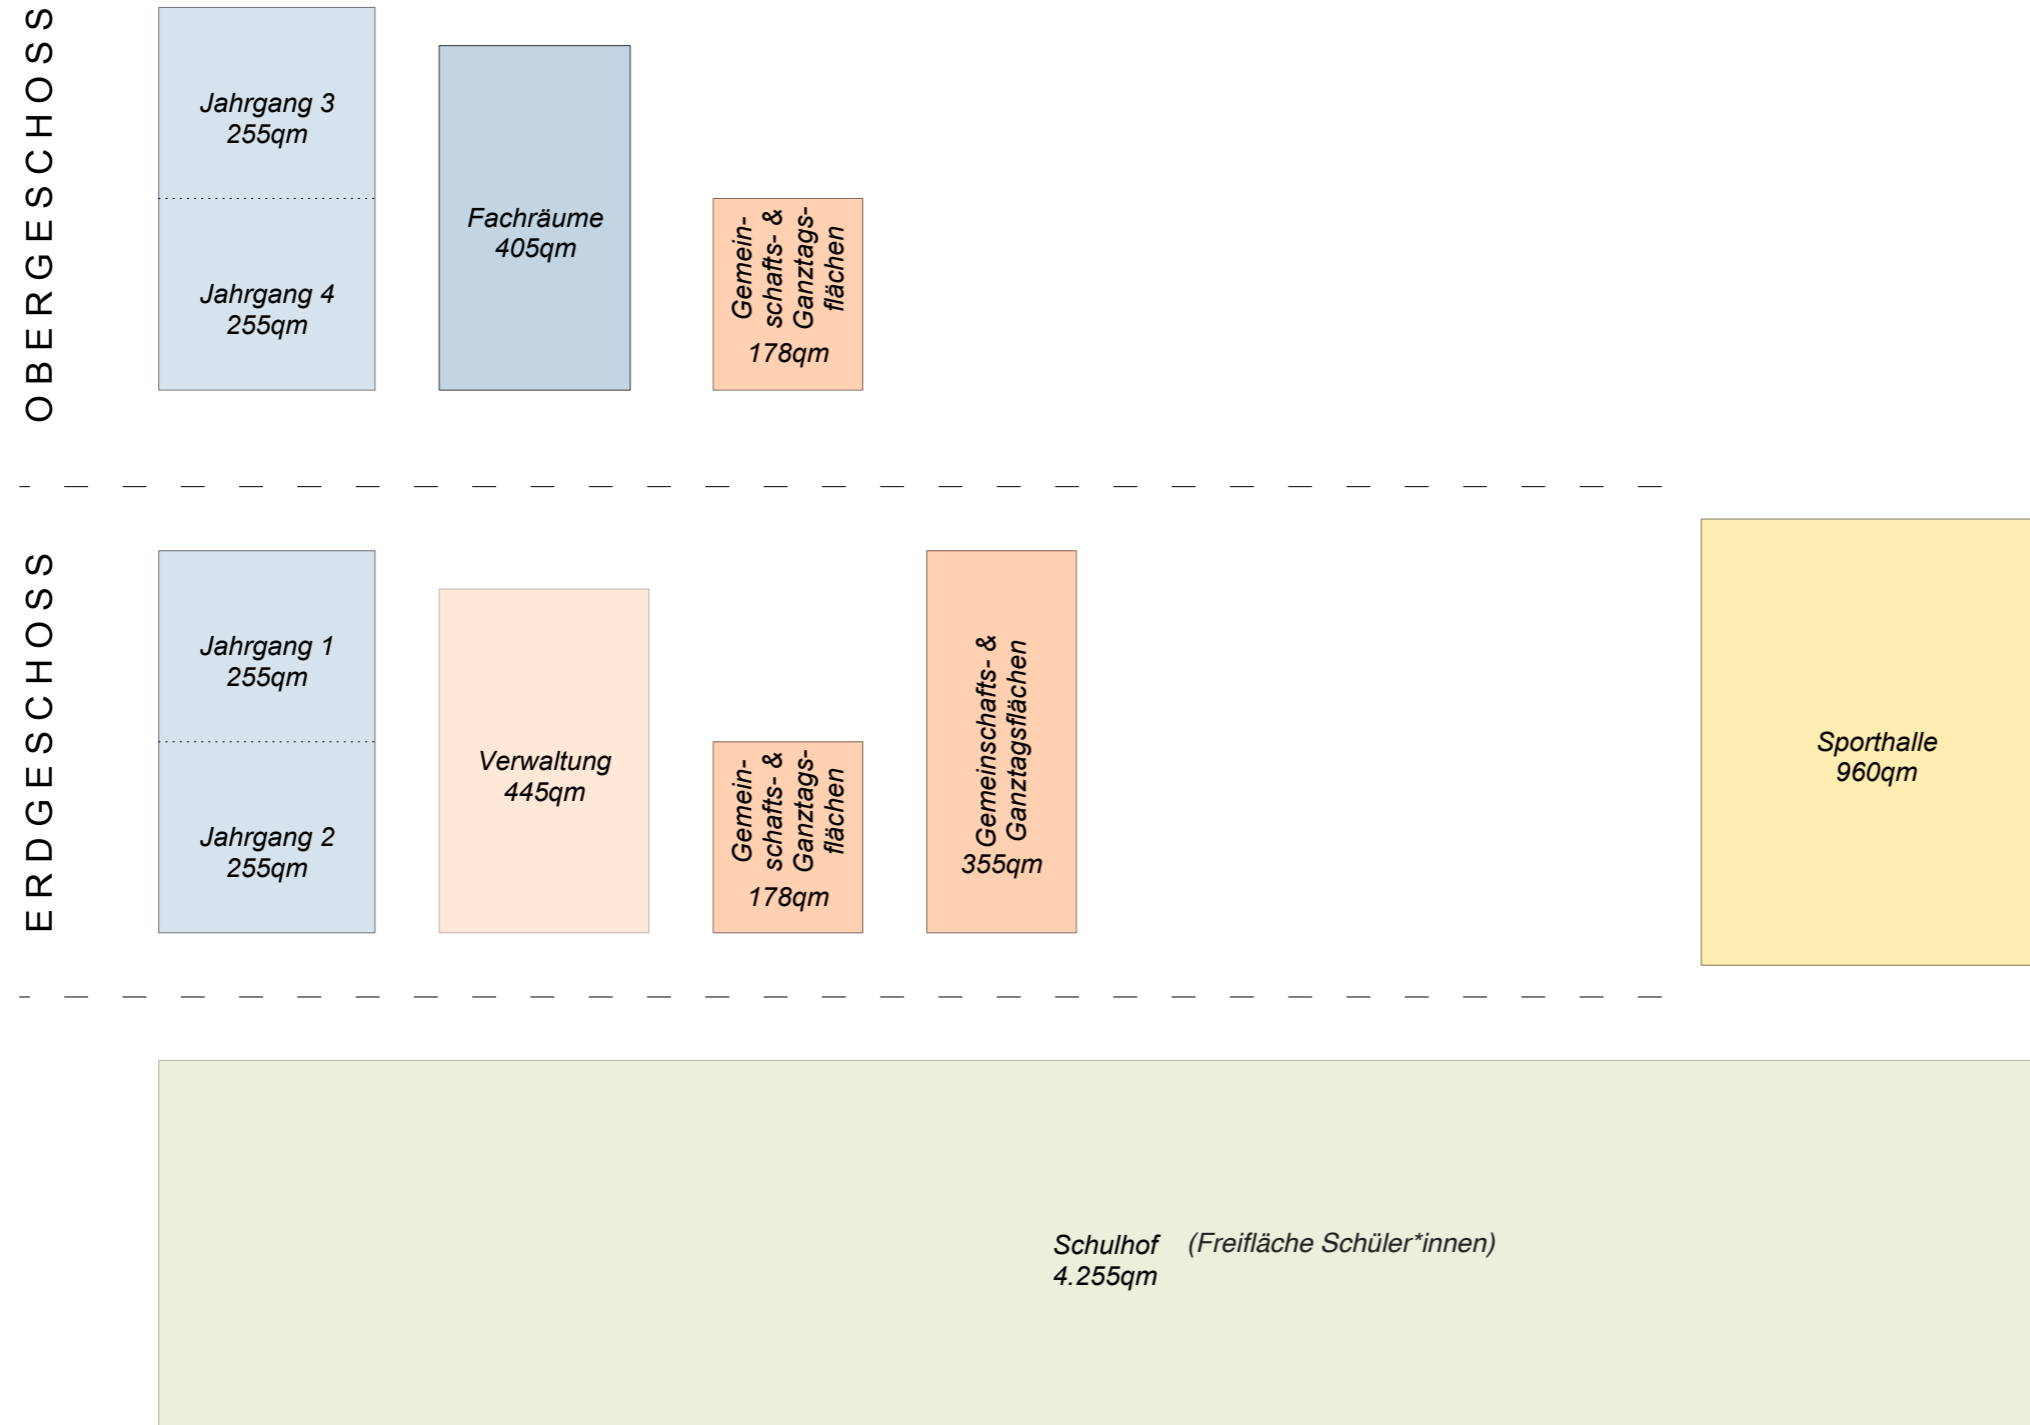 OBERGESCHOSS
Jahrgang 3
255qm
Jahrgang 4
255qm
Fachräume
405qm
Gemein-
schafts- &
Ganztags-
flächen
178qm
ERDGESCHOSS
Jahrgang 1
255qm
Jahrgang 2
255qm
Verwaltung
445qm
Gemein-
schafts- &
Ganztags-
flächen
178qm
Gemeinschafts- &
Ganztagsflächen
355qm
Sporthalle
960qm
Schulhof (Freifläche Schüler*innen)
4.255qm